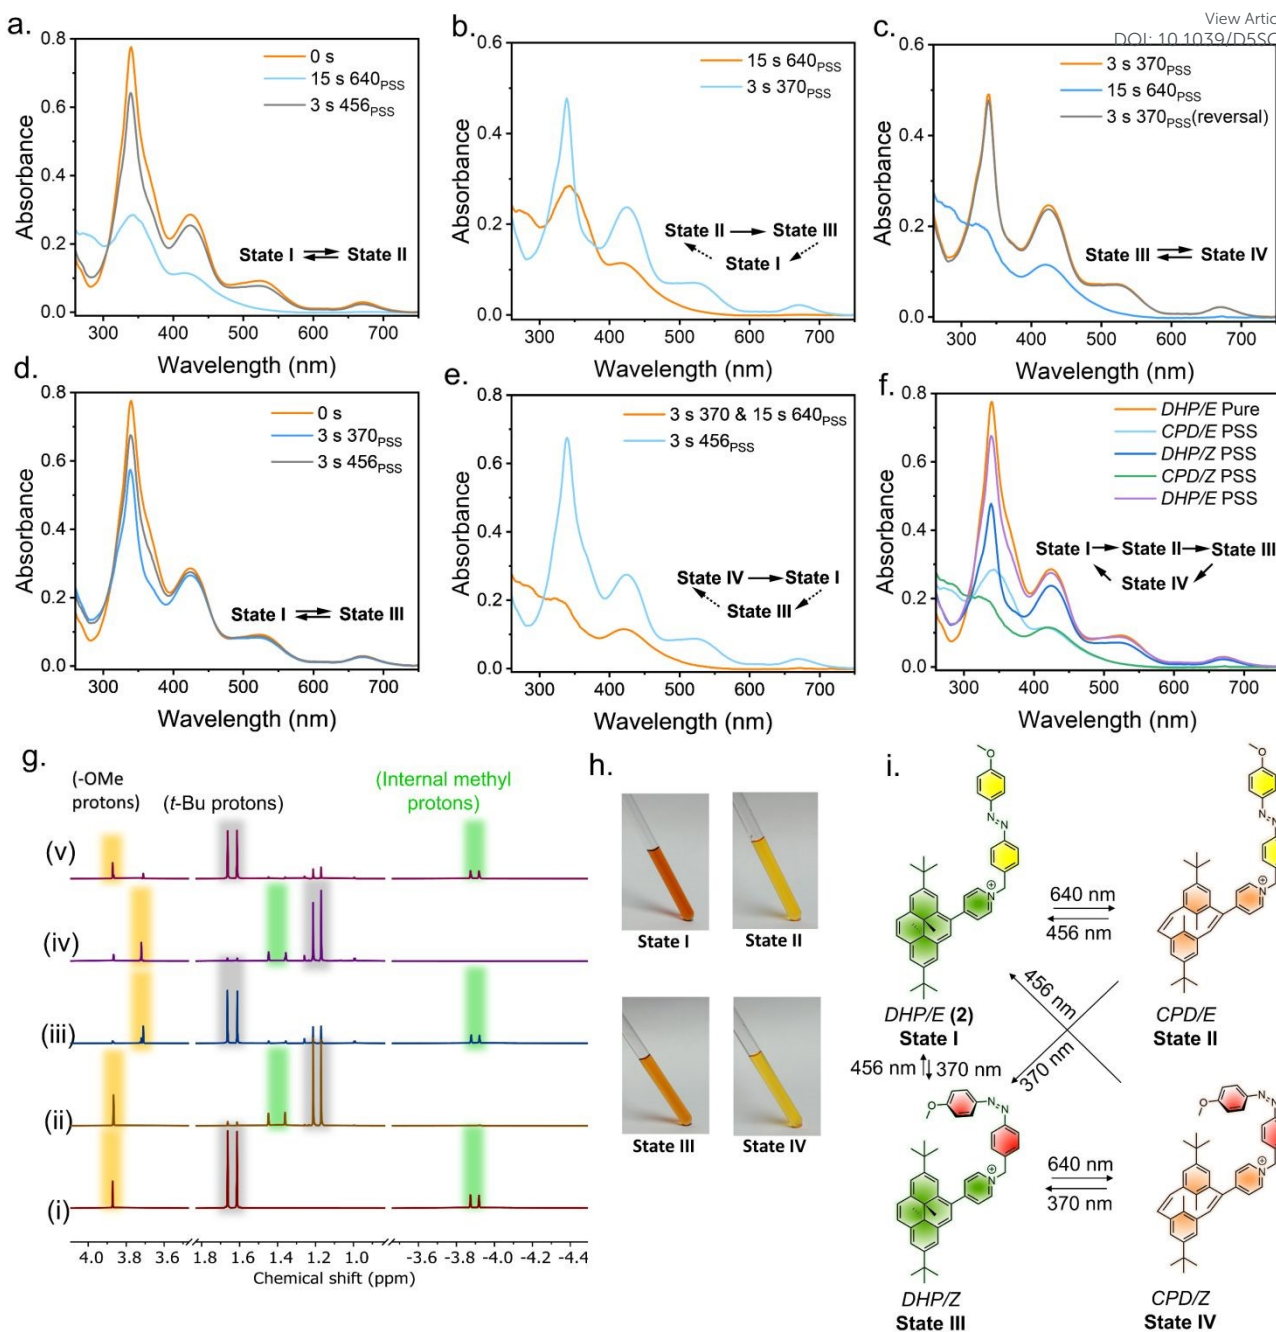 View Artic
DOI: 10.1039/D5SC
a.
0.8
0.6
0.4
0.2
0.0
Absorbance
0 s
15 s 640PSS
3 s 456PSS
State I ⇌ State II
300 400 500 600 700
Wavelength (nm)
b.
0.6
0.4
0.2
0.0
Absorbance
15 s 640PSS
3 s 370PSS
State II → State III
State I
300 400 500 600 700
Wavelength (nm)
c.
0.6
0.4
0.2
0.0
Absorbance
3 s 370PSS
15 s 640PSS
3 s 370PSS(reversal)
State III ⇌ State IV
300 400 500 600 700
Wavelength (nm)
d.
0.8
0.6
0.4
0.2
0.0
Absorbance
0 s
3 s 370PSS
3 s 456PSS
State I ⇌ State III
300 400 500 600 700
Wavelength (nm)
e.
0.8
0.6
0.4
0.2
0.0
Absorbance
3 s 370 & 15 s 640PSS
3 s 456PSS
State IV → State I
State III
300 400 500 600 700
Wavelength (nm)
f.
0.8
0.6
0.4
0.2
0.0
Absorbance
DHP/E Pure
CPD/E PSS
DHP/Z PSS
CPD/Z PSS
DHP/E PSS
State I → State II → State III
State IV
300 400 500 600 700
Wavelength (nm)
g.
(-OMe
protons)
(t-Bu protons)
(Internal methyl
protons)
(v)
(iv)
(iii)
(ii)
(i)
4.0 3.8 1.8 1.6 1.4 1.2 1.0 -3.6 -3.8 -4.0 -4.2 -4.4
Chemical shift (ppm)
h.
State I
State II
State III
State IV
i.
O
N
N
N
+
DHP/E (2)
State I
640 nm
456 nm
O
N
N
N
+
CPD/E
State II
456 nm
370 nm
456 nm
370 nm
O
N
N
N
+
DHP/Z
State III
640 nm
370 nm
O
N
N
N
+
CPD/Z
State IV